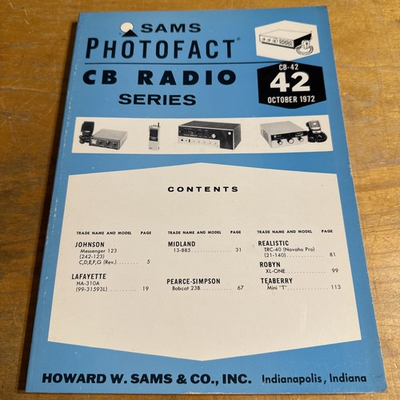 SAMS
PHOTOFACT®
CB RADIO
SERIES
CB-42
42
OCTOBER 1972
CONTENTS
TRADE NAME AND MODEL PAGE
JOHNSON
Messenger 123
(242-123)
C,D,E,F,G (Rev.) ....... 5
LAFAYETTE
HA-310A
(99-31593L) ........ 19
TRADE NAME AND MODEL PAGE
MIDLAND
13-885 ............ 31
PEARCE-SIMPSON
Bobcat 23B ......... 67
TRADE NAME AND MODEL PAGE
REALISTIC
TRC-40 (Navaho Pro)
(21-140) ........... 81
ROBYN
XL-ONE ............ 99
TEABERRY
Mini "T" ............ 113
HOWARD W. SAMS & CO., INC. Indianapolis, Indiana